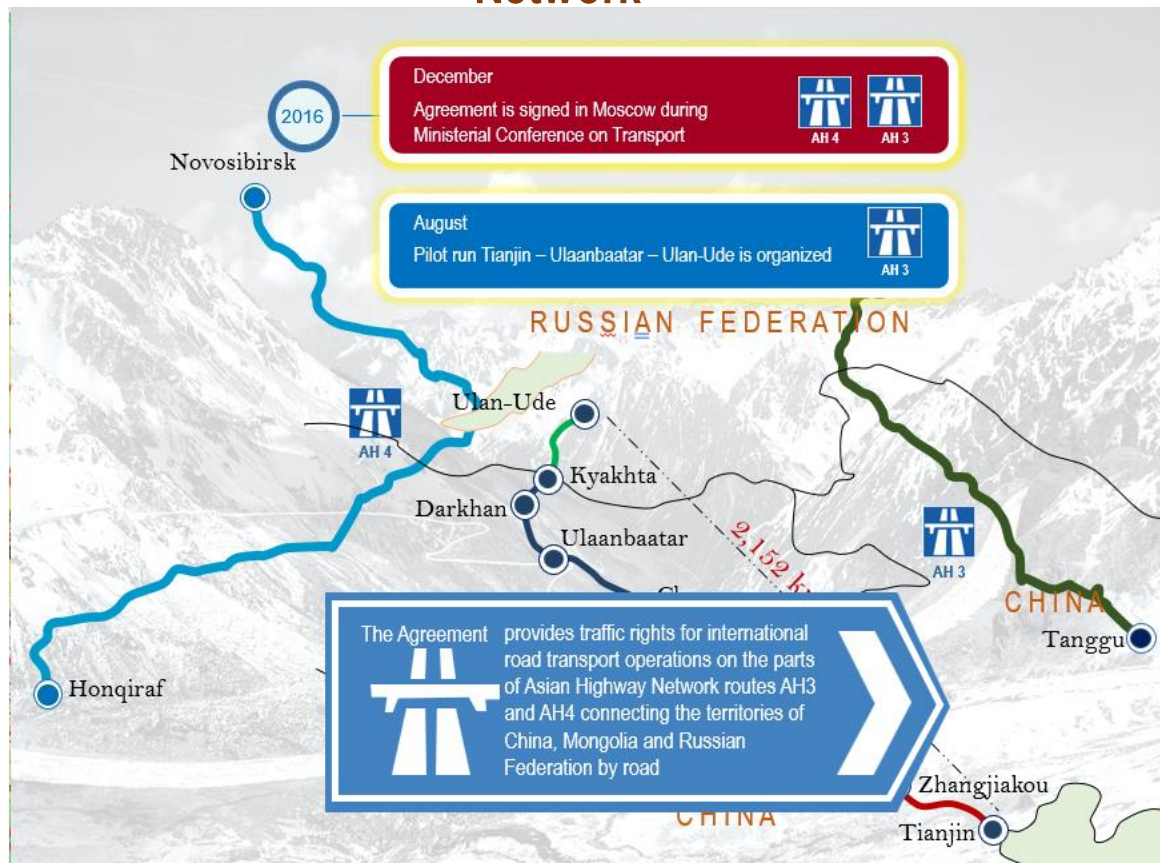 Network
2016
December
Agreement is signed in Moscow during
Ministerial Conference on Transport
AH 4
AH 3
Novosibirsk
August
Pilot run Tianjin – Ulaanbaatar – Ulan-Ude is organized
AH 3
RUSSIAN FEDERATION
AH 4
Ulan-Ude
Kyakhta
Darkhan
Ulaanbaatar
2,152
AH 3
CHINA
Tanggu
Honqiraf
The Agreement
provides traffic rights for international
road transport operations on the parts
of Asian Highway Network routes AH3
and AH4 connecting the territories of
China, Mongolia and Russian
Federation by road
Zhangjiakou
CHINA
Tianjin